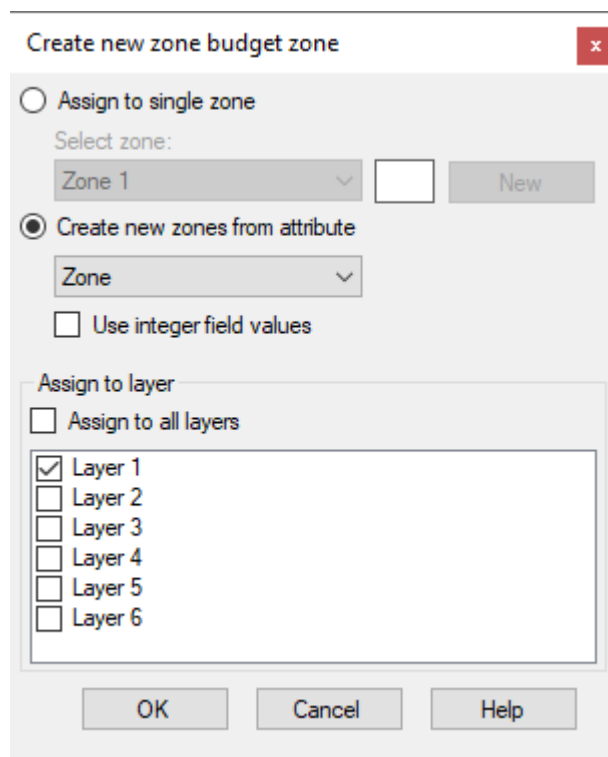 Create new zone budget zone
x
Assign to single zone
Select zone:
Zone 1
New
Create new zones from attribute
Zone
Use integer field values
Assign to layer
Assign to all layers
Layer 1
Layer 2
Layer 3
Layer 4
Layer 5
Layer 6
OK Cancel Help